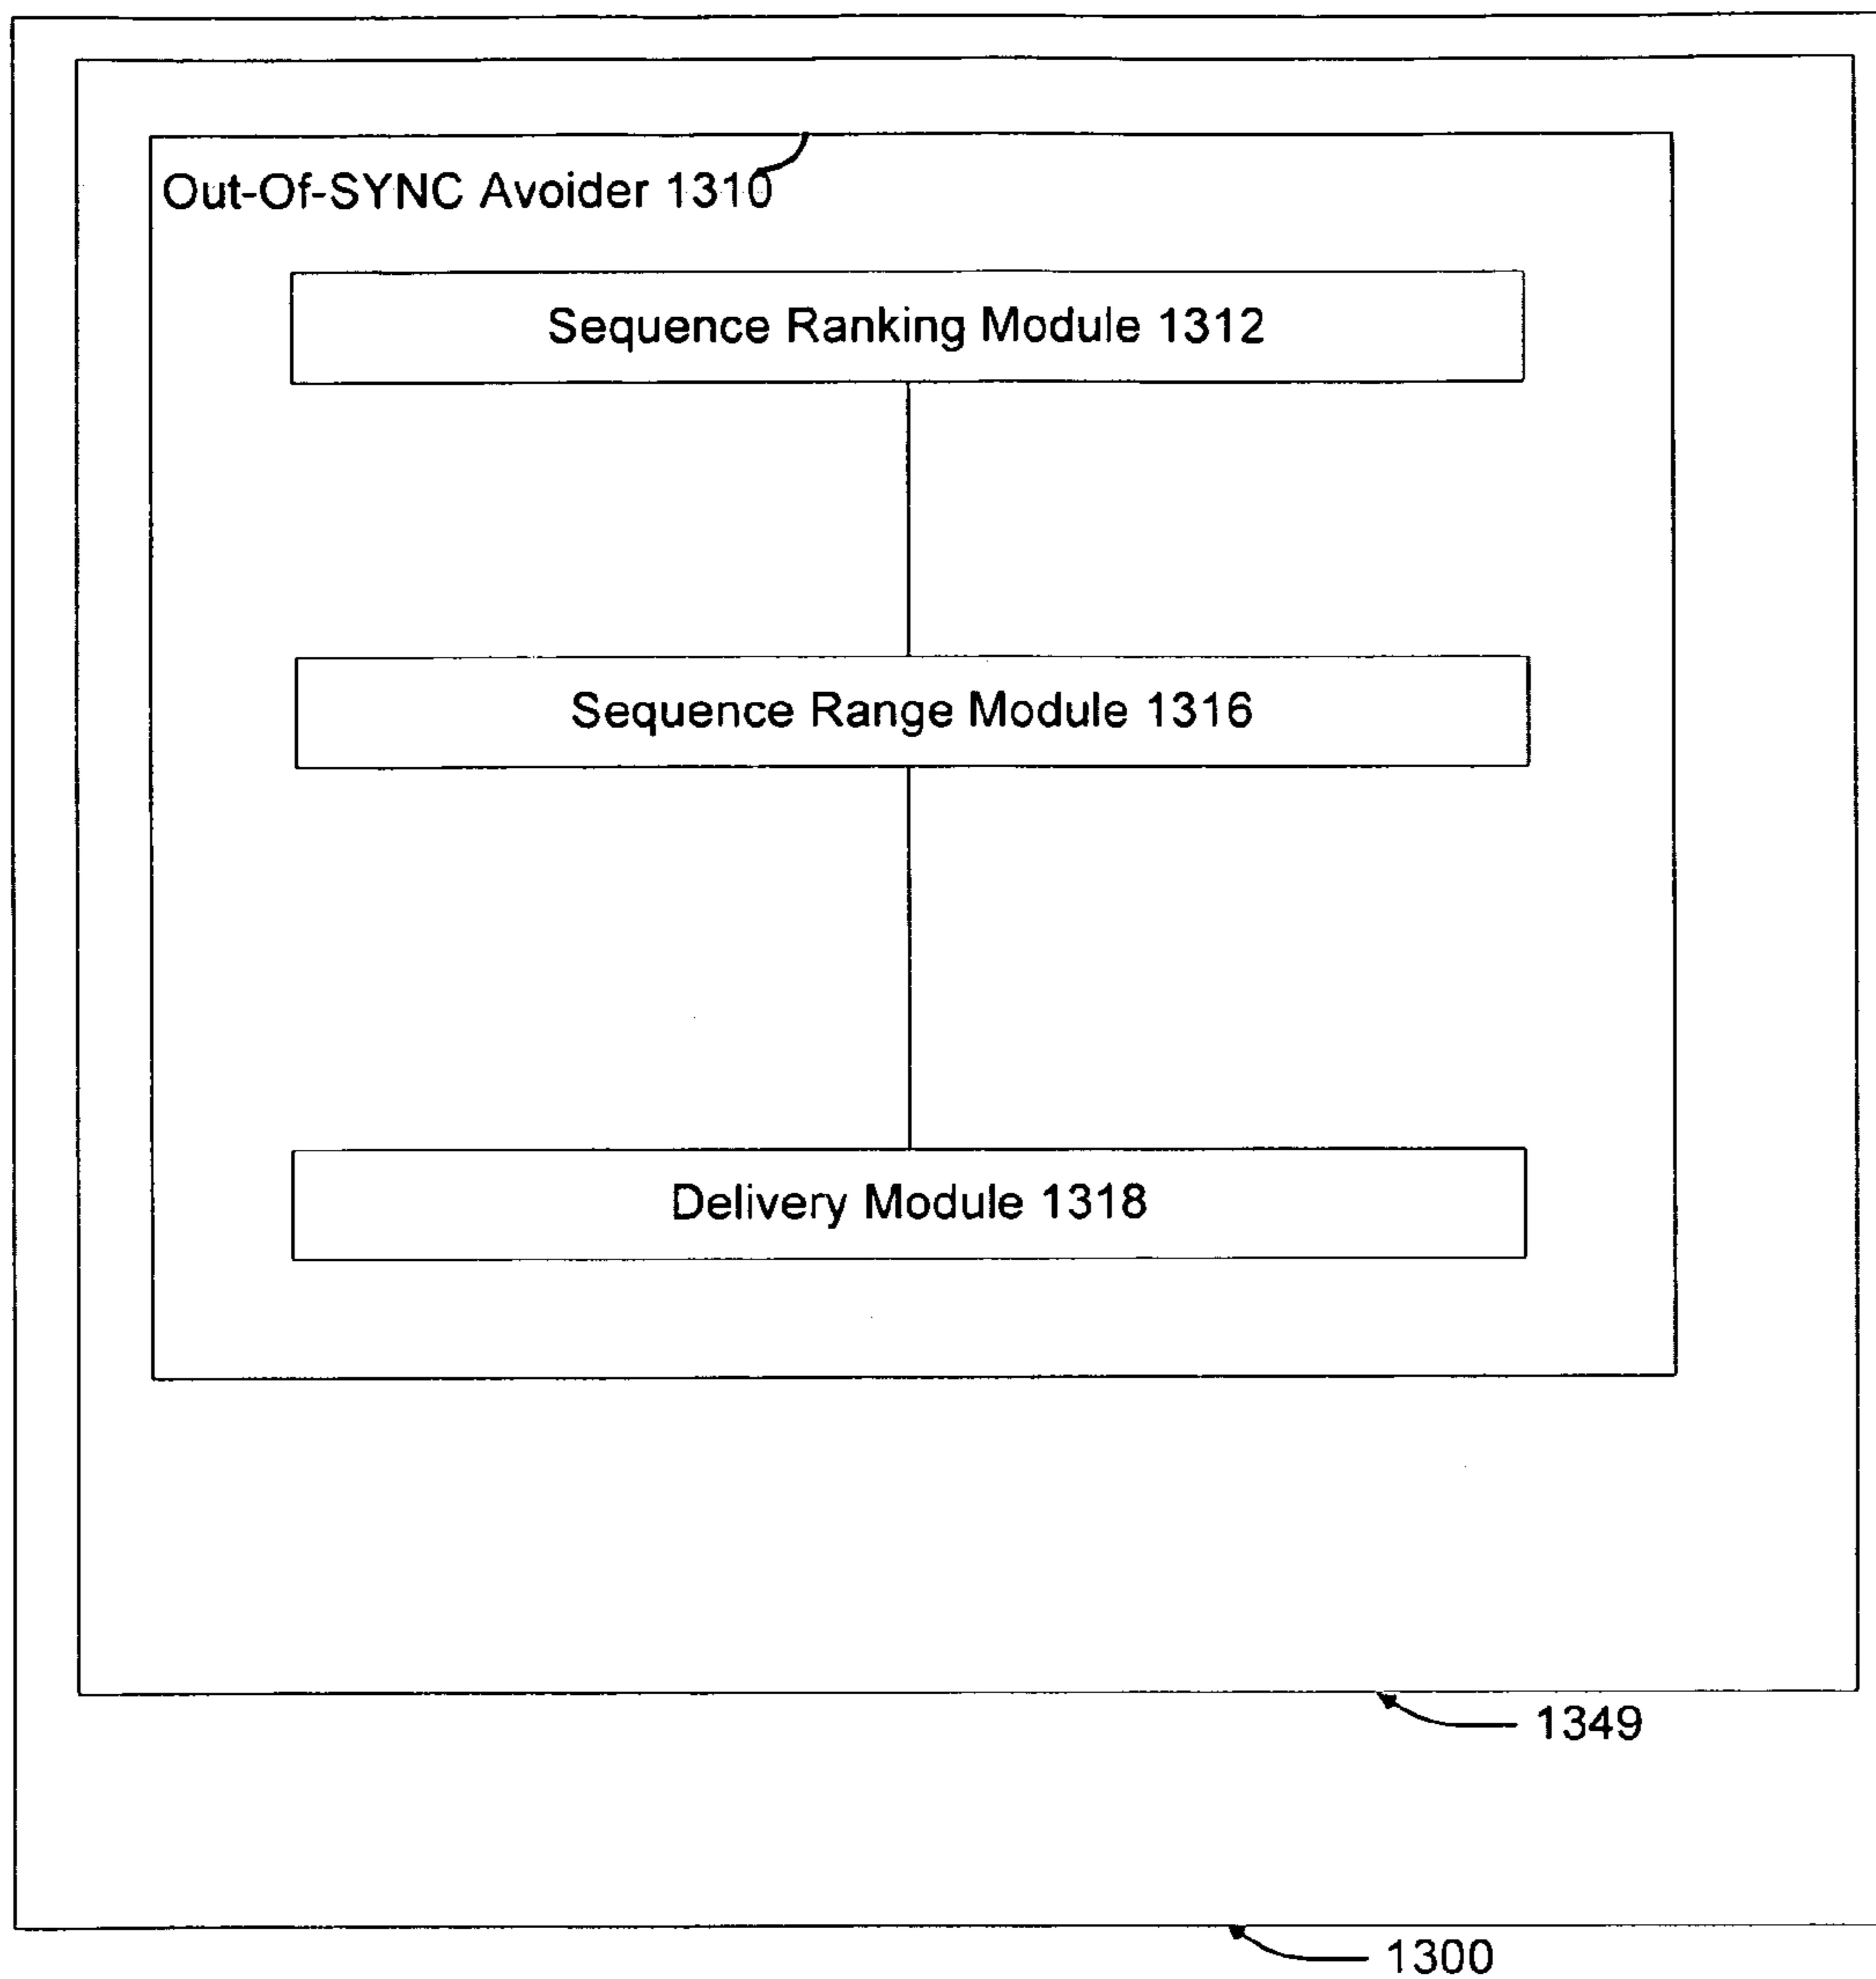 Out-Of-SYNC Avoider 1310
Sequence Ranking Module 1312
Sequence Range Module 1316
Delivery Module 1318
1349
1300